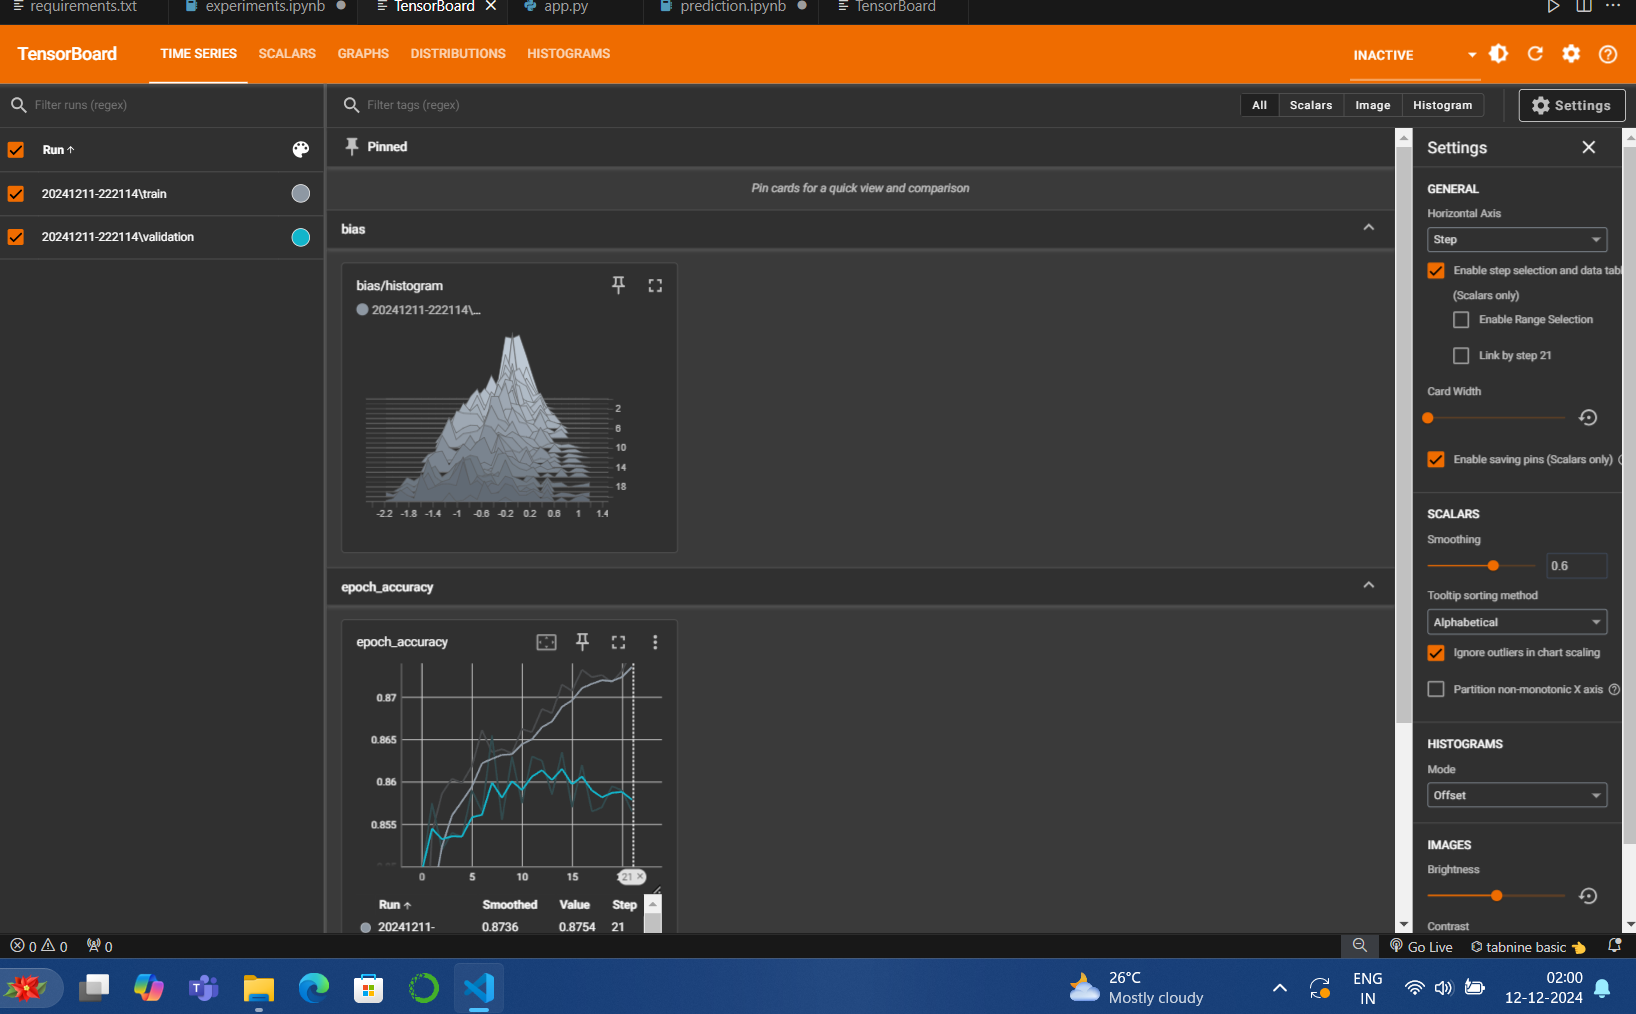 requirements.txt experiments.ipynb TensorBoard app.py prediction.ipynb TensorBoard
TensorBoard TIME SERIES SCALARS GRAPHS DISTRIBUTIONS HISTOGRAMS INACTIVE
Filter runs (regex)
Run
20241211-222114\train
20241211-222114\validation
Filter tags (regex) All Scalars Image Histogram Settings
Pinned
Pin cards for a quick view and comparison
bias
bias/histogram
20241211-222114\...
2
6
10
14
18
-2.2 -1.8 -1.4 -1 -0.6 -0.2 0.2 0.6 1 1.4
epoch_accuracy
epoch_accuracy
0.87
0.865
0.86
0.855
0 5 10 15 21
Run Smoothed Value Step
20241211- 0.8736 0.8754 21
Settings
GENERAL
Horizontal Axis
Step
Enable step selection and data tabl
(Scalars only)
Enable Range Selection
Link by step 21
Card Width
Enable saving pins (Scalars only)
SCALARS
Smoothing
0.6
Tooltip sorting method
Alphabetical
Ignore outliers in chart scaling
Partition non-monotonic X axis
HISTOGRAMS
Mode
Offset
IMAGES
Brightness
Contrast
0 0 0 Go Live tabnine basic
26°C
Mostly cloudy
ENG
IN
02:00
12-12-2024